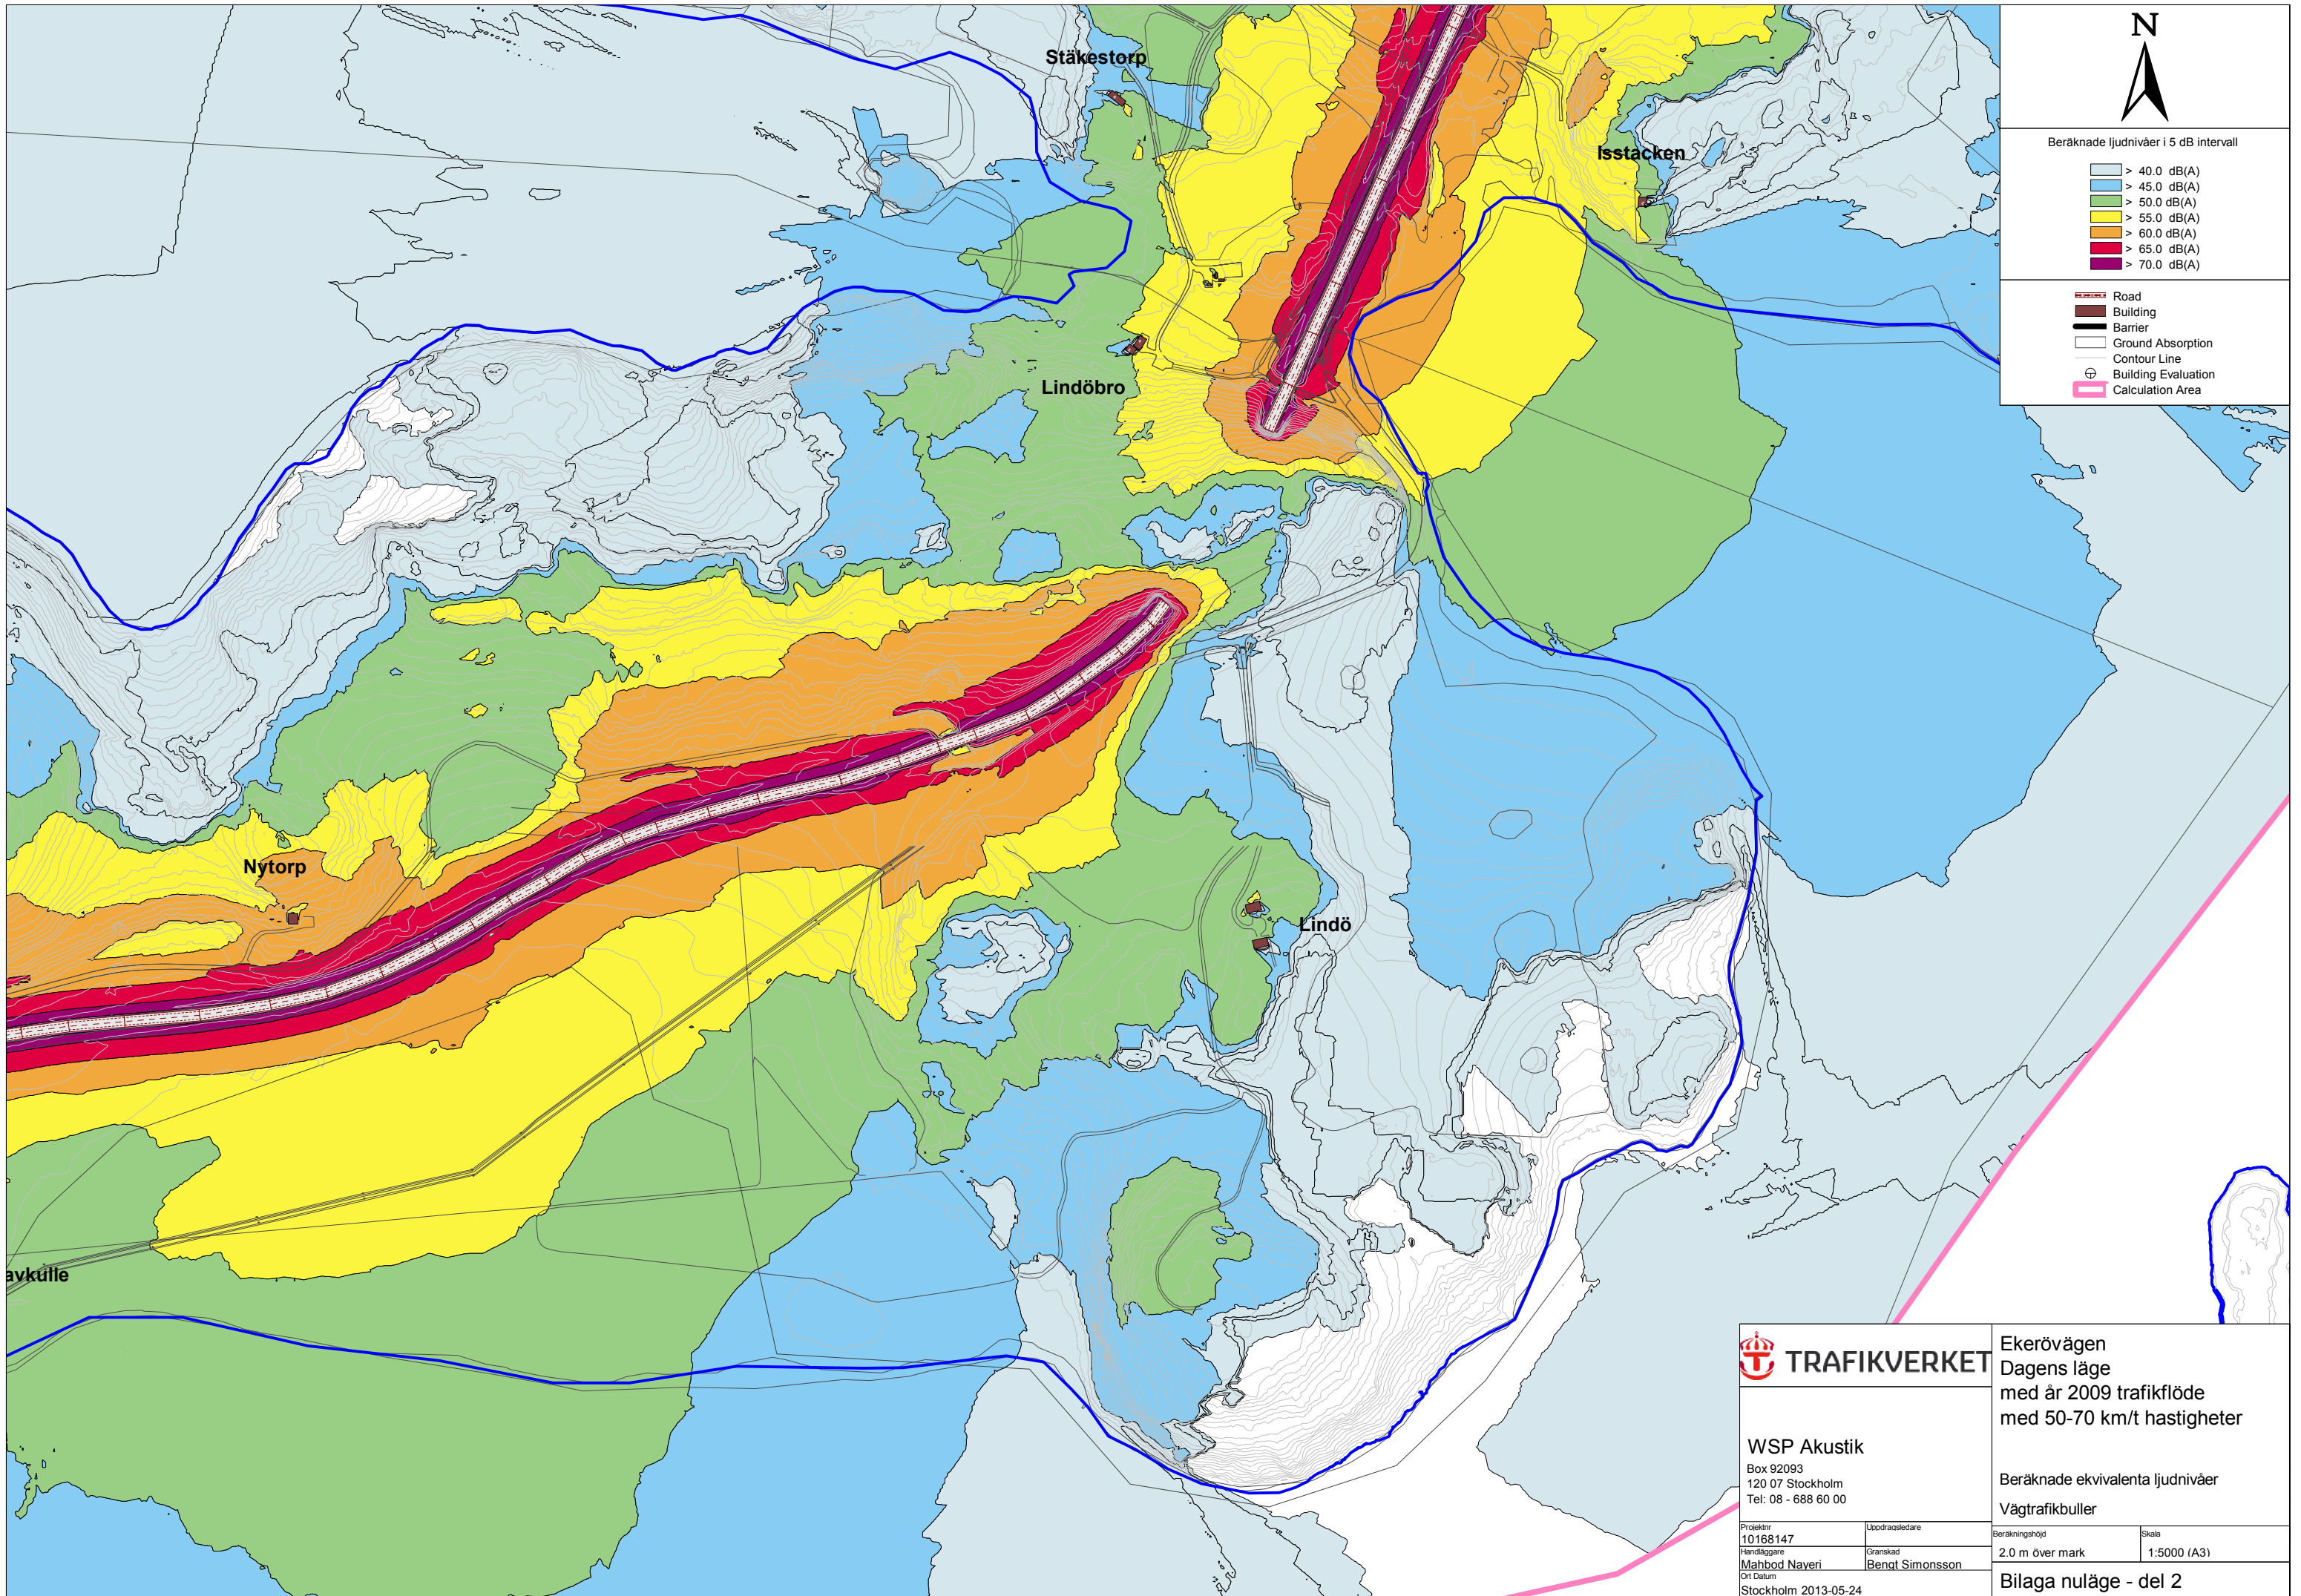 Stäkestorp
Isstacken
Lindöbro
Nytorp
Lindö
avkulle
N
Beräknade ljudnivåer i 5 dB intervall
> 40.0 dB(A)
> 45.0 dB(A)
> 50.0 dB(A)
> 55.0 dB(A)
> 60.0 dB(A)
> 65.0 dB(A)
> 70.0 dB(A)
Road
Building
Barrier
Ground Absorption
Contour Line
Building Evaluation
Calculation Area
TRAFIKVERKET
WSP Akustik
Box 92093
120 07 Stockholm
Tel: 08 - 688 60 00
Projektnr
10168147
Uppdragsledare
Handläggare
Mahbod Nayeri
Granskad
Bengt Simonsson
Ort Datum
Stockholm 2013-05-24
Ekerövägen
Dagens läge
med år 2009 trafikflöde
med 50-70 km/t hastigheter
Beräknade ekvivalenta ljudnivåer
Vägtrafikbuller
Beräkningshöjd
2.0 m över mark
Skala
1:5000 (A3)
Bilaga nuläge - del 2